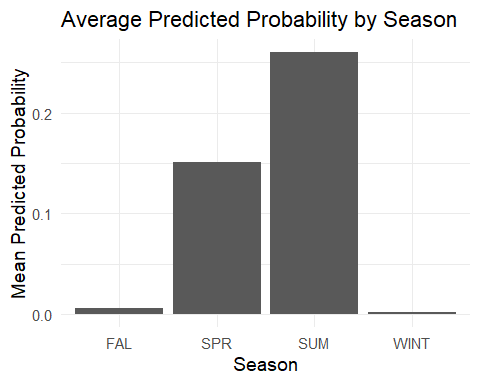 Average Predicted Probability by Season
Mean Predicted Probability
0.2
0.1
0.0
FAL SPR SUM WINT
Season